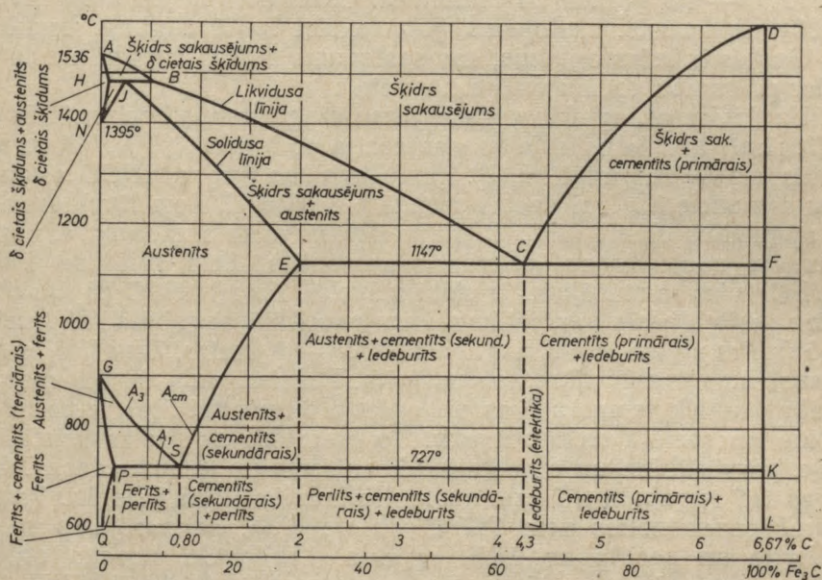 °C
1536
1400
1200
1000
800
600
A
H
J
N
B
D
1395°
Šķidrs sakausējums+
δ cietais šķīdums
Likvidusa
līnija
Šķidrs
sakausējums
Solidusa
līnija
Šķidrs sakausējums
+
austenīts
Šķidrs sak.
+
cementīts (primārais)
δ cietais šķīdums+austenīts
δ cietais šķīdums
Austenīts
E
1147°
C
F
Austenīts+cementīts (sekund.)
+ledeburīts
Cementīts (primārais)
+ledeburīts
G
A3
Acm
A1
S
Austenīts+
cementīts
(sekundārais)
727°
Ledeburīts (eitektika)
P
K
L
Ferīts+
perlīts
Cementīts
(sekundārais)
+perlīts
Perlīts+cementīts (sekundā-
rais)+ledeburīts
Cementīts (primārais)+
ledeburīts
Ferīts+cementīts (terciārais)
Ferīts
Austenīts+ferīts
0
0,80
2
3
4
4,3
5
6
6,67 % C
0
20
40
60
80
100% Fe3C